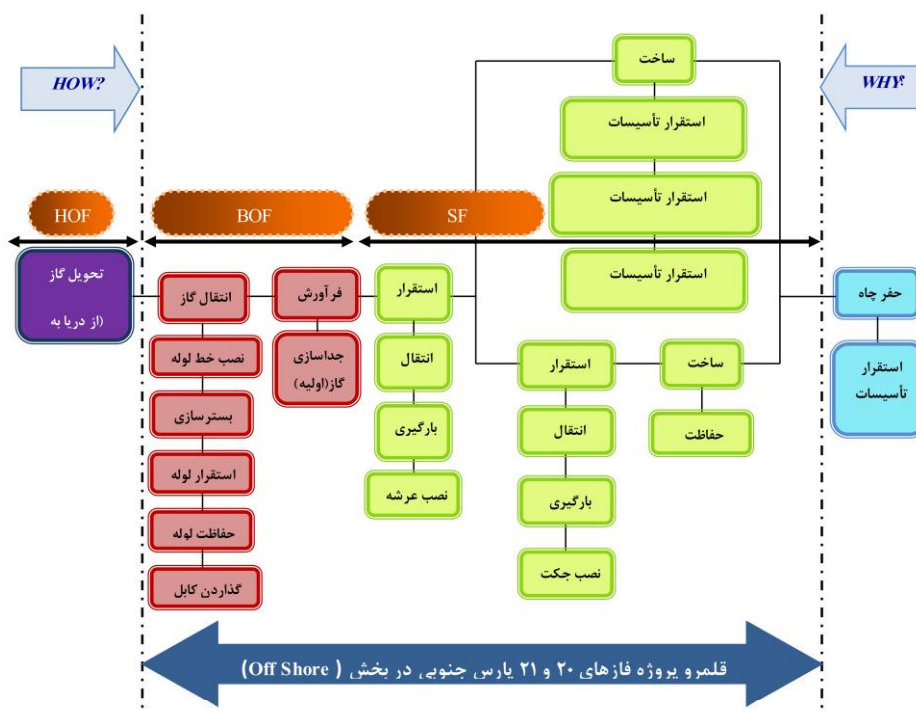 HOW?
WHY?
ساخت
استقرار تأسیسات
استقرار تأسیسات
استقرار تأسیسات
HOF
BOF
SF
تحویل گاز
(از دریا به
انتقال گاز
نصب خط لوله
بسترسازی
استقرار لوله
حفاظت لوله
گذاردن کابل
فرآورش
جداسازی
گاز(اولیه)
استقرار
انتقال
بارگیری
نصب عرشه
استقرار
انتقال
بارگیری
نصب جکت
ساخت
حفاظت
حفر چاه
استقرار
تأسیسات
قلمرو پروژه فازهای ۲۰ و ۲۱ پارس جنوبی در بخش ( Off Shore)